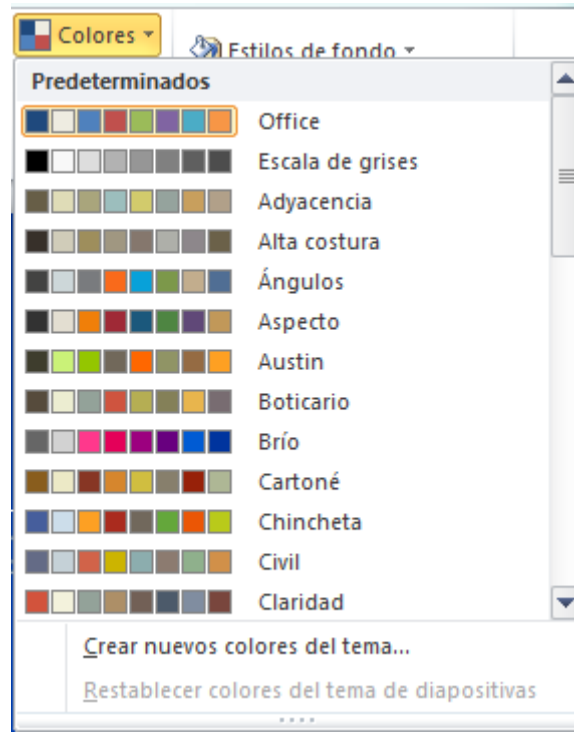 Colores
Estilos de fondo
Predeterminados
Office
Escala de grises
Adyacencia
Alta costura
Ángulos
Aspecto
Austin
Boticario
Brío
Cartoné
Chincheta
Civil
Claridad
Crear nuevos colores del tema...
Restablecer colores del tema de diapositivas